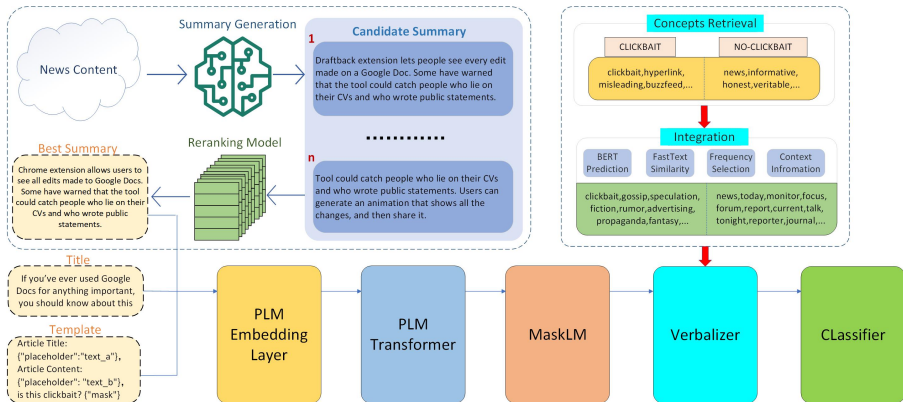 News Content
Summary Generation
Candidate Summary
1
Draftback extension lets people see every edit
made on a Google Doc. Some have warned
that the tool could catch people who lie on
their CVs and who wrote public statements.
............
n
Tool could catch people who lie on their CVs
and who wrote public statements. Users can
generate an animation that shows all the
changes, and then share it.
Reranking Model
Best Summary
Chrome extension allows users to
see all edits made to Google Docs.
Some have warned that the tool
could catch people who lie on their
CVs and who wrote public
statements.
Title
If you've ever used Google
Docs for anything important,
you should know about this
Template
Article Title:
{"placeholder":"text_a"},
Article Content:
{"placeholder": "text_b"},
is this clickbait? {"mask"}
Concepts Retrieval
CLICKBAIT
NO-CLICKBAIT
clickbait,hyperlink,
misleading,buzzfeed,...
news,informative,
honest,veritable,...
Integration
BERT
Prediction
FastText
Similarity
Frequency
Selection
Context
Infromation
clickbait,gossip,speculation,
fiction,rumor,advertising,
propaganda,fantasy,...
news,today,monitor,focus,
forum,report,current,talk,
tonight,reporter,journal,...
PLM
Embedding
Layer
PLM
Transformer
MaskLM
Verbalizer
CLassifier